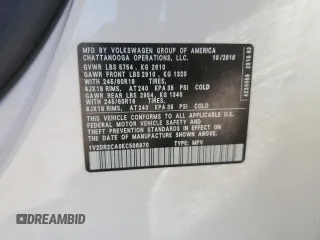 MFD BY VOLKSWAGEN GROUP OF AMERICA
CHATTANOOGA OPERATIONS, LLC. 10/2018
GVWR LBS 5754 , KG 2610
GAWR FRONT LBS 2910 , KG 1320
WITH 245/60R18 TIRES,
8JX18 RIMS, AT 240 KPA 35 PSI COLD
GAWR REAR LBS 2954 , KG 1340
WITH 245/60R18 TIRES,
8JX18 RIMS, AT 240 KPA 35 PSI COLD
THIS VEHICLE CONFORMS TO ALL APPLICABLE U.S.
FEDERAL MOTOR VEHICLE SAFETY AND
THEFT PREVENTION STANDARDS IN EFFECT ON
THE DATE OF MANUFACTURE SHOWN ABOVE.
TYPE: MPV